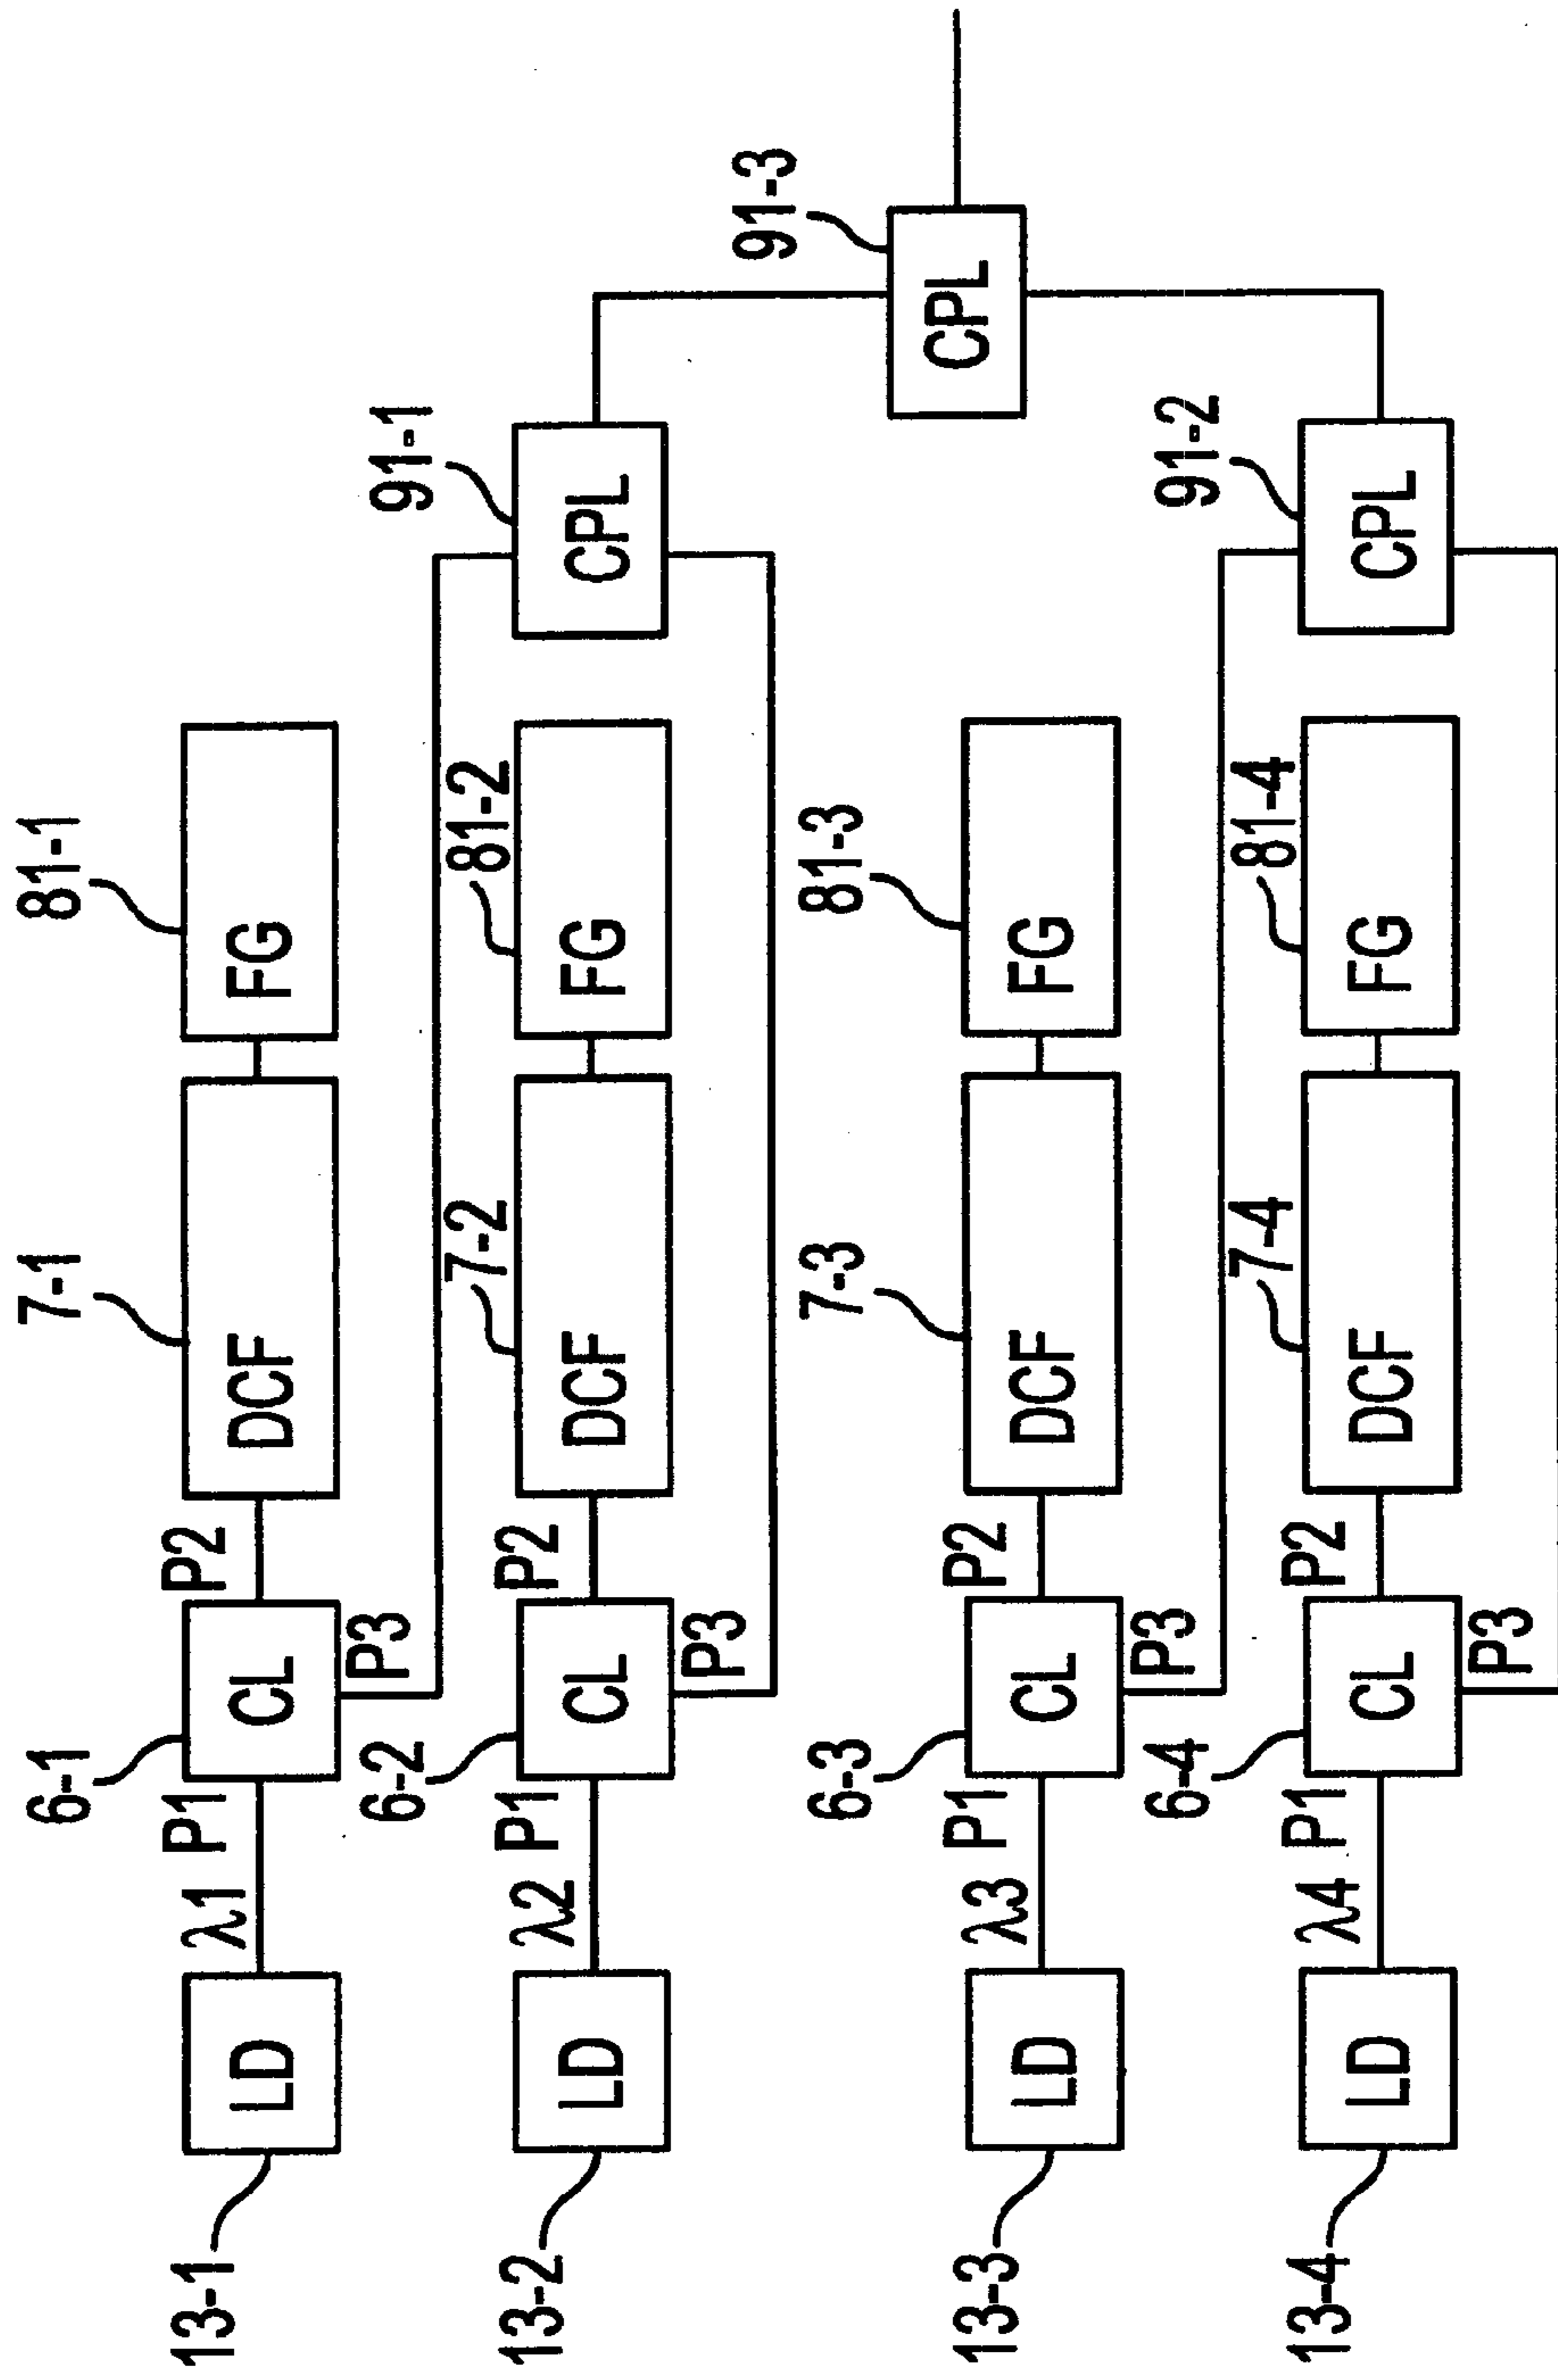 13-1
LD
λ1
P1
6-1
CL
P2
P3
7-1
DCF
81-1
FG
13-2
LD
λ2
P1
6-2
CL
P2
P3
7-2
DCF
81-2
FG
91-1
CPL
91-3
CPL
13-3
LD
λ3
P1
6-3
CL
P2
P3
7-3
DCF
81-3
FG
13-4
LD
λ4
P1
6-4
CL
P2
P3
7-4
DCF
81-4
FG
91-2
CPL